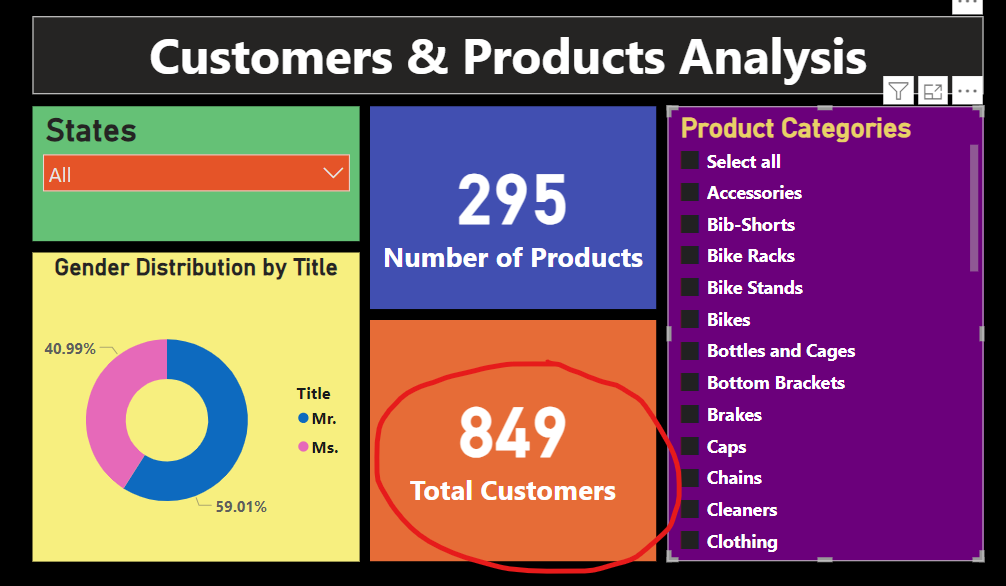 Customers & Products Analysis
States
All
Gender Distribution by Title
40.99%
59.01%
Title
Mr.
Ms.
295
Number of Products
849
Total Customers
Product Categories
Select all
Accessories
Bib-Shorts
Bike Racks
Bike Stands
Bikes
Bottles and Cages
Bottom Brackets
Brakes
Caps
Chains
Cleaners
Clothing